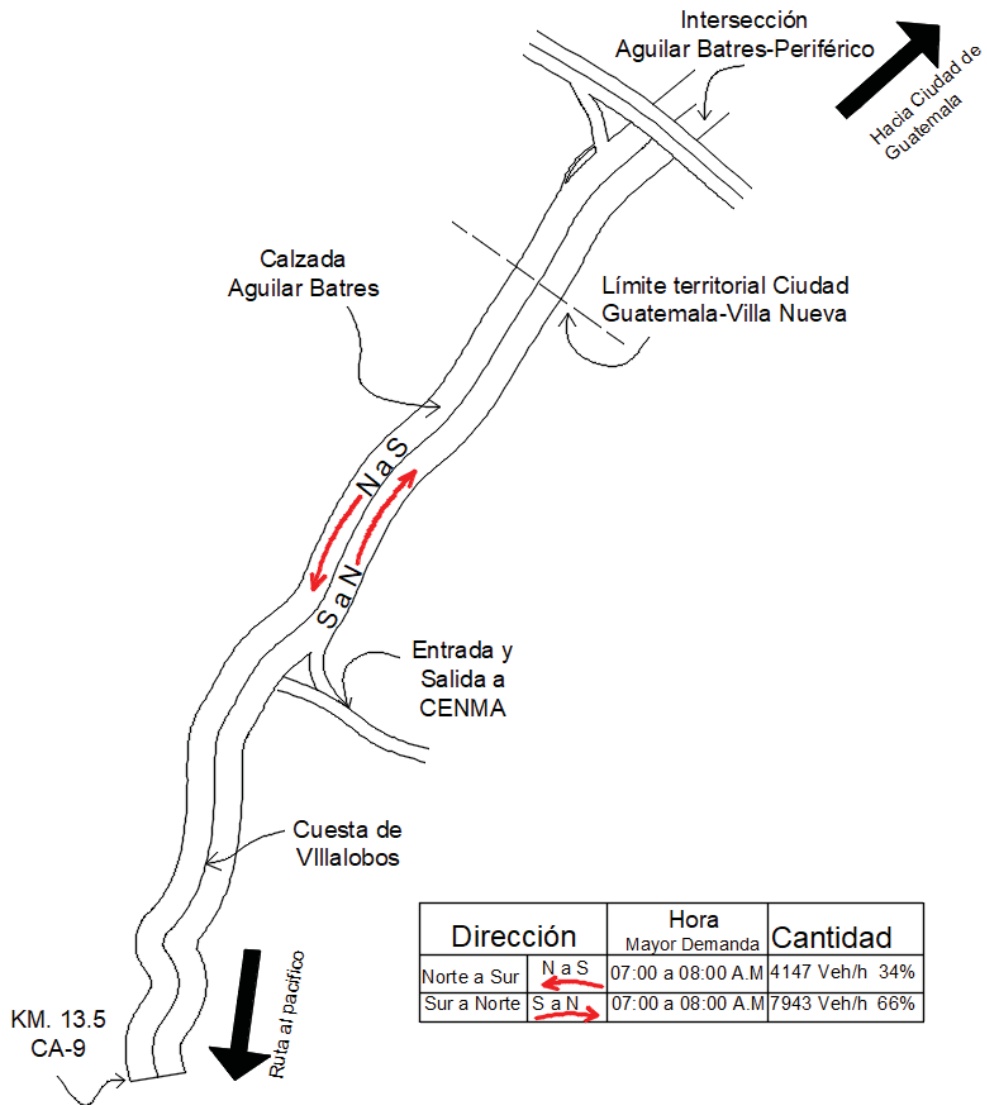 Intersección
Aguilar Batres-Periférico
Hacia Ciudad de
Guatemala
Calzada
Aguilar Batres
Límite territorial Ciudad
Guatemala-Villa Nueva
N a S
S a N
Entrada y
Salida a
CENMA
Cuesta de
VIllalobos
KM. 13.5
CA-9
Ruta al pacifico
Dirección Hora Mayor Demanda Cantidad
Norte a Sur N a S 07:00 a 08:00 A.M 4147 Veh/h 34%
Sur a Norte S a N 07:00 a 08:00 A.M 7943 Veh/h 66%